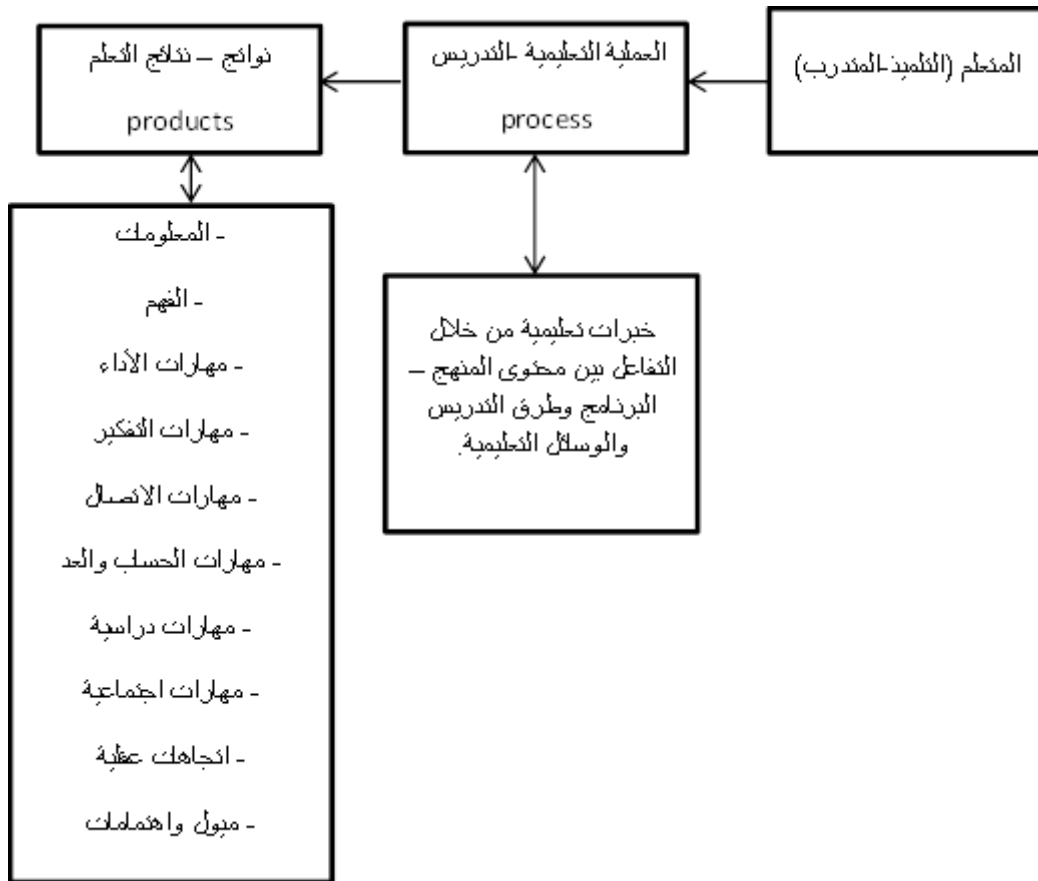 المتعلم (التلميذ-المتدرب)
العملية التعليمية -التدريس
process
نواتج – نتائج التعلم
products
خبرات تعليمية من خلال
التفاعل بين محتوى المنهج –
البرنامج وطرق التدريس
والوسائل التعليمية.
- المعلومات
- الفهم
- مهارات الأداء
- مهارات التفكير
- مهارات الاتصال
- مهارات الحساب والعد
- مهارات دراسية
- مهارات اجتماعية
- اتجاهات عقلية
- ميول واهتمامات